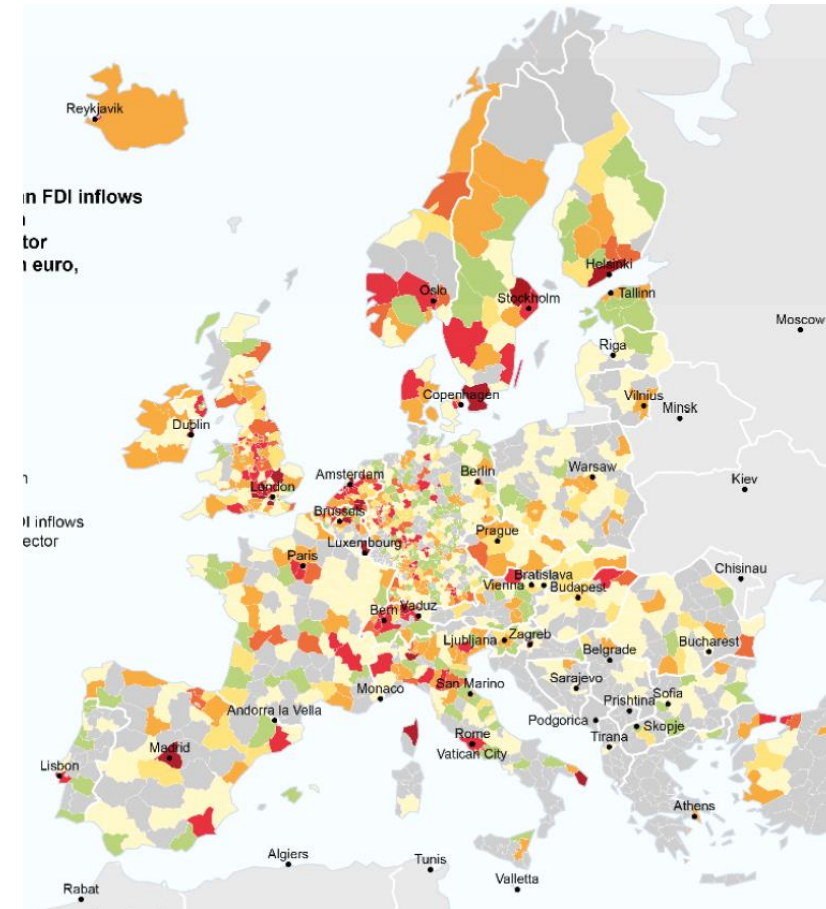 Reykjavik
n FDI inflows
tor
n euro,
Helsinki
Oslo
Tallinn
Stockholm
Moscow
Riga
Copenhagen
Vilnius
Minsk
Dublin
Amsterdam
Berlin
Warsaw
London
Kiev
Brussels
DI inflows
ector
Luxembourg
Prague
Paris
Chisinau
Bratislava
Vienna
Budapest
Bern
Vaduz
Ljubljana
Zagreb
Belgrade
Bucharest
San Marino
Sarajevo
Monaco
Prishtina
Sofia
Andorra la Vella
Podgorica
Skopje
Rome
Tirana
Madrid
Vatican City
Lisbon
Athens
Algiers
Tunis
Valletta
Rabat